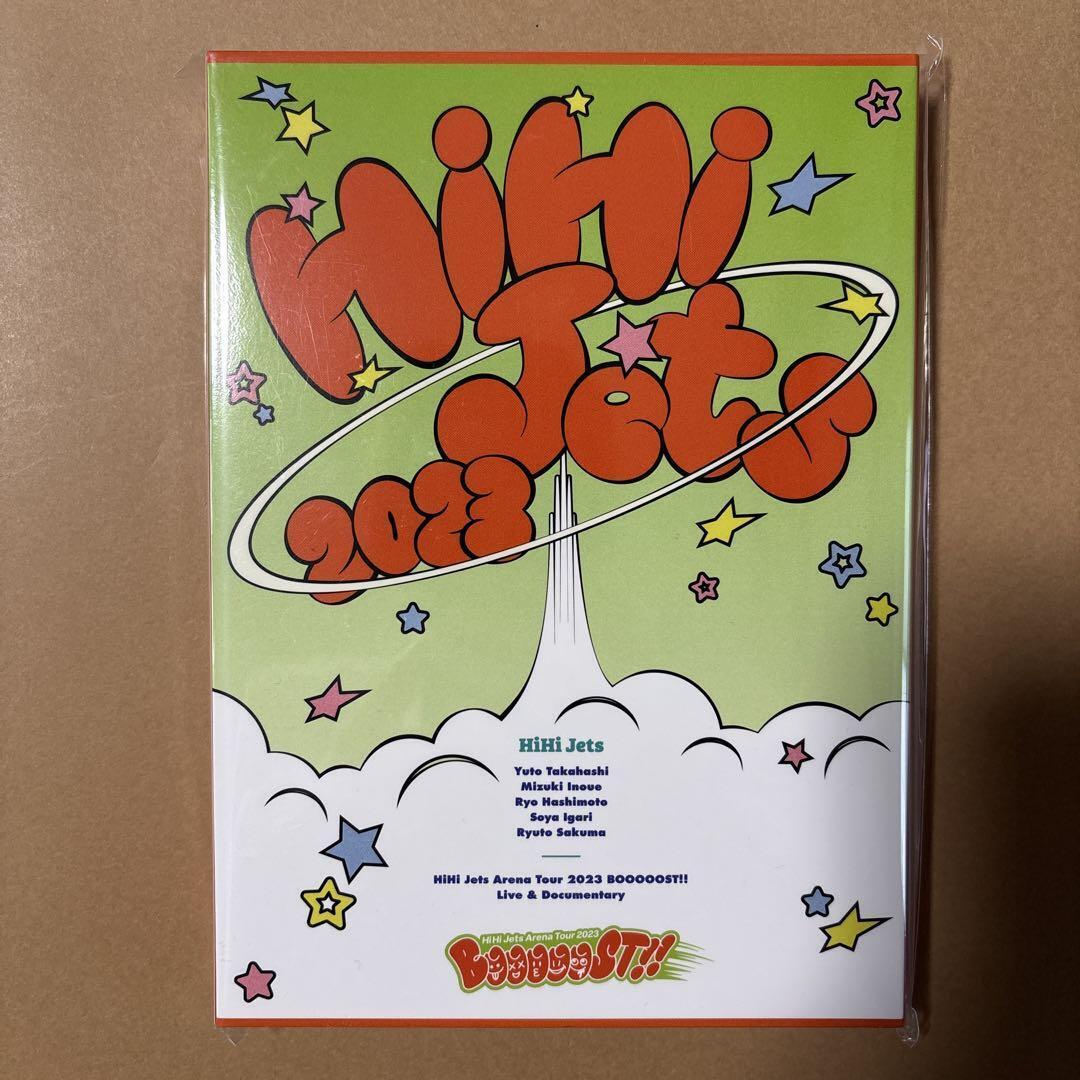 HiHi
Jets
2023
HiHi Jets
Yuto Takahashi
Mizuki Inoue
Ryo Hashimoto
Soya Igari
Ryuto Sakuma
HiHi Jets Arena Tour 2023 BOOOOOST!!
Live & Documentary
HiHi Jets Arena Tour 2023
BOOOOOST!!